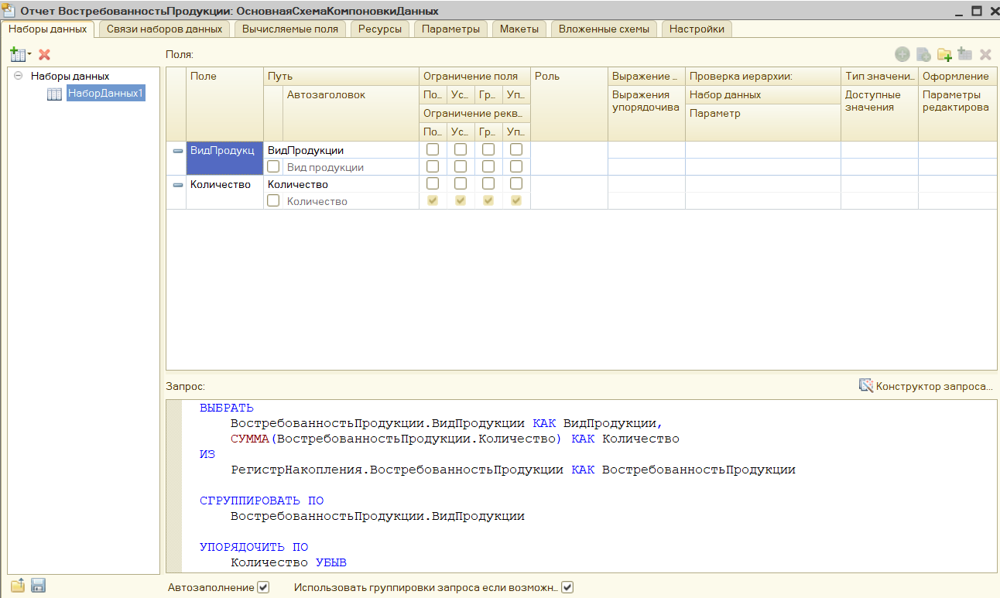 Отчет ВостребованностьПродукции: ОсновнаяСхемаКомпоновкиДанных
Наборы данных Связи наборов данных Вычисляемые поля Ресурсы Параметры Макеты Вложенные схемы Настройки
Поля:
Наборы данных
НаборДанных1
Поле Путь Ограничение поля Роль Выражение ... Проверка иерархии: Тип значени... Оформление
Автозаголовок По... Ус... Гр... Уп... Выражения упорядочива Набор данных Доступные значения Параметры редактирова
Ограничение рекв... Параметр
По... Ус... Гр... Уп...
ВидПродукц ВидПродукции
Вид продукции
Количество Количество
Количество
Запрос: Конструктор запроса...
ВЫБРАТЬ
ВостребованностьПродукции.ВидПродукции КАК ВидПродукции,
СУММА(ВостребованностьПродукции.Количество) КАК Количество
ИЗ
РегистрНакопления.ВостребованностьПродукции КАК ВостребованностьПродукции
СГРУППИРОВАТЬ ПО
ВостребованностьПродукции.ВидПродукции
УПОРЯДОЧИТЬ ПО
Количество УБЫВ
Автозаполнение Использовать группировки запроса если возможн...